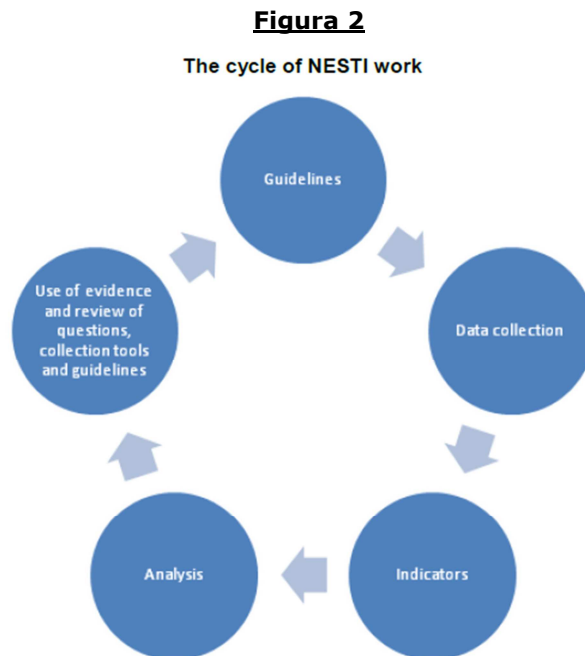 Figura 2
The cycle of NESTI work
Guidelines
Data collection
Indicators
Analysis
Use of evidence
and review of
questions,
collection tools
and guidelines